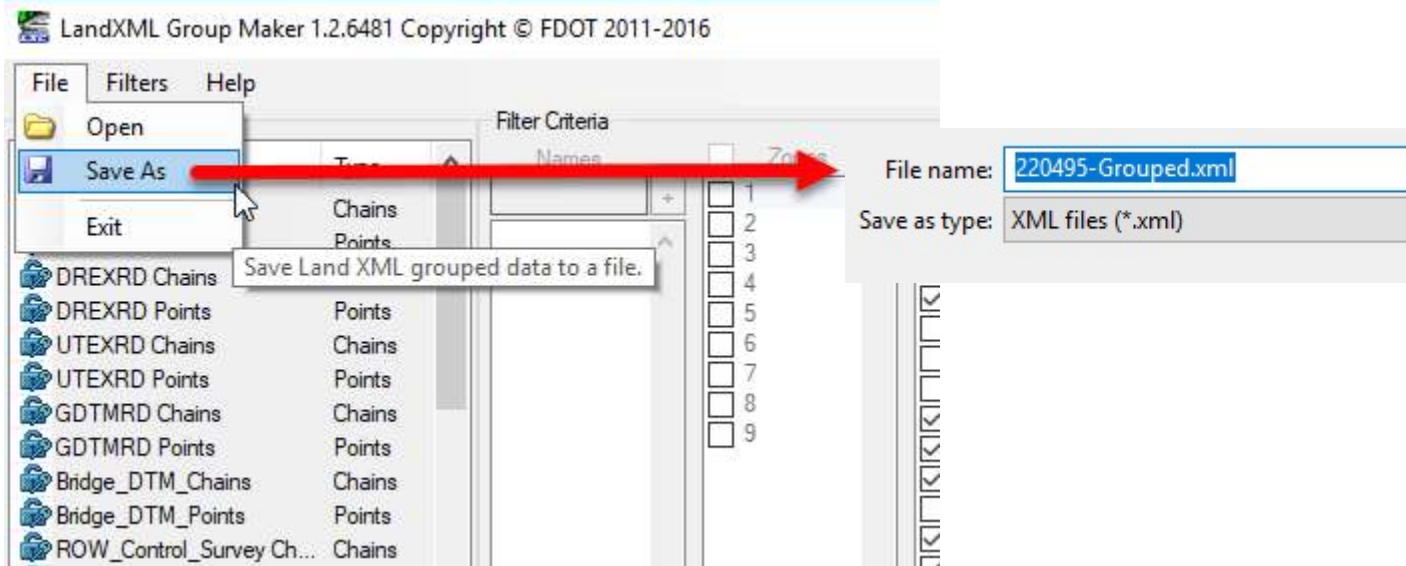 LandXML Group Maker 1.2.6481 Copyright © FDOT 2011-2016
File Filters Help
Open
Save As
Exit
Save Land XML grouped data to a file.
Type
Chains
Points
DREXRD Chains Chains
DREXRD Points Points
UTEXRD Chains Chains
UTEXRD Points Points
GDTMRD Chains Chains
GDTMRD Points Points
Bridge_DTM_Chains Chains
Bridge_DTM_Points Points
ROW_Control_Survey Ch... Chains
Filter Criteria
Names
+
Zones
1
2
3
4
5
6
7
8
9
File name: 220495-Grouped.xml
Save as type: XML files (*.xml)